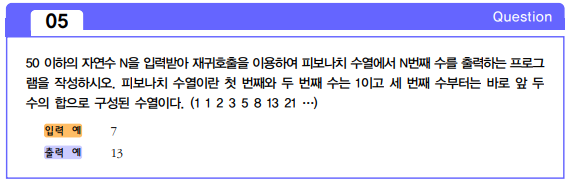 05
Question
50 이하의 자연수 N을 입력받아 재귀호출을 이용하여 피보나치 수열에서 N번째 수를 출력하는 프로그
램을 작성하시오. 피보나치 수열이란 첫 번째와 두 번째 수는 1이고 세 번째 수부터는 바로 앞 두
수의 합으로 구성된 수열이다. (1 1 2 3 5 8 13 21 …)
입력 예 7
출력 예 13